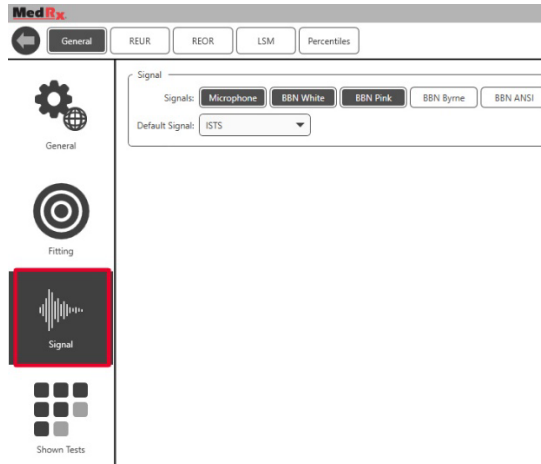 MedRx
General REUR REOR LSM Percentiles
Signal
Signals: Microphone BBN White BBN Pink BBN Byrne BBN ANSI
Default Signal: ISTS
General
Fitting
Signal
Shown Tests